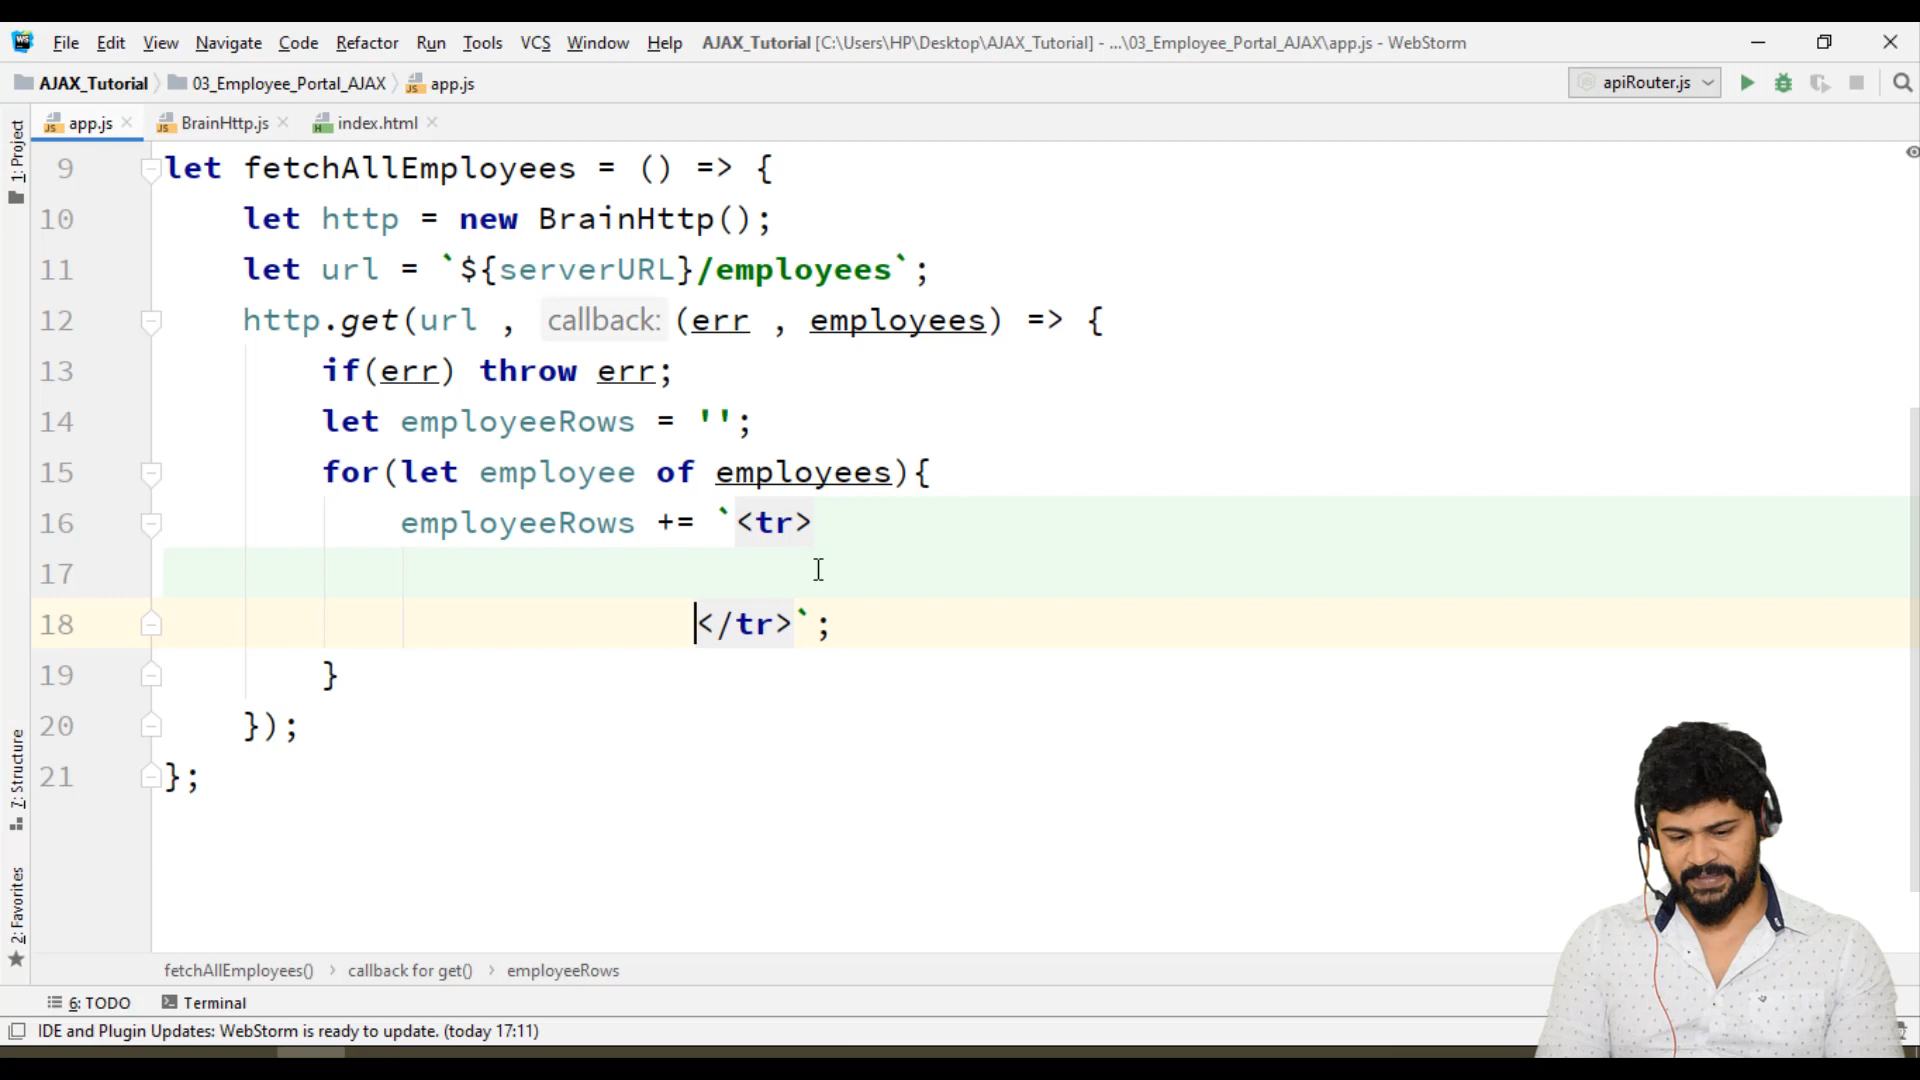 WS File Edit View Navigate Code Refactor Run Tools VCS Window Help AJAX_Tutorial [C:\Users\HP\Desktop\AJAX_Tutorial] - ...\03_Employee_Portal_AJAX\app.js - WebStorm
AJAX_Tutorial 03_Employee_Portal_AJAX JS app.js apiRouter.js
JS app.js JS BrainHttp.js H index.html
1: Project
7: Structure
2: Favorites
9 let fetchAllEmployees = () => {
10 let http = new BrainHttp();
11 let url = `${serverURL}/employees`;
12 http.get(url , callback: (err , employees) => {
13 if(err) throw err;
14 let employeeRows = '';
15 for(let employee of employees){
16 employeeRows += `<tr>
17
18 </tr>`;
19 }
20 });
21 };
fetchAllEmployees() callback for get() employeeRows
6: TODO Terminal
IDE and Plugin Updates: WebStorm is ready to update. (today 17:11)